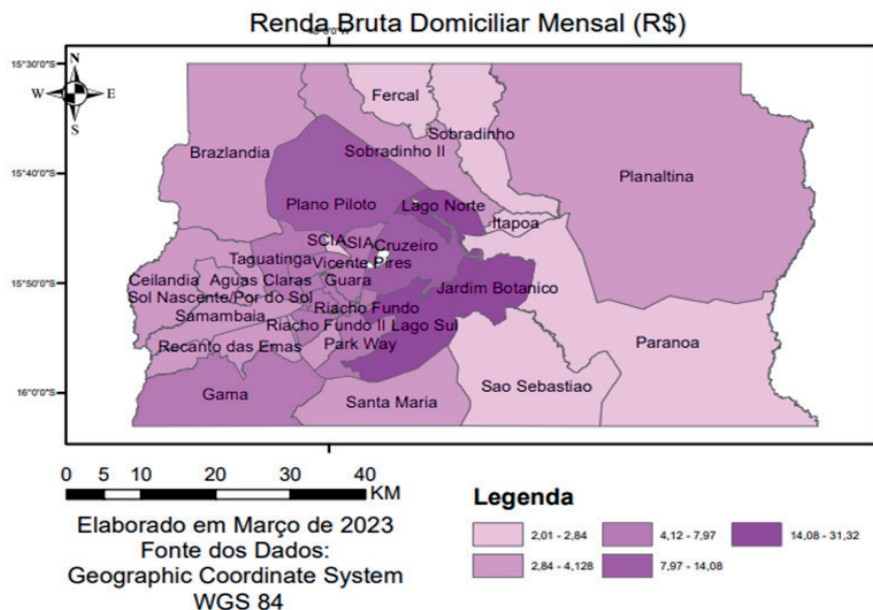 Renda Bruta Domiciliar Mensal (R$)
N
W E
S
15°30'0"S
15°40'0"S
15°50'0"S
16°0'0"S
Fercal
Sobradinho
Brazlandia
Sobradinho II
Planaltina
Plano Piloto
Lago Norte
Itapoa
SCIA
SIA
Cruzeiro
Taguatinga
Vicente Pires
Ceilandia
Aguas Claras
Guara
Jardim Botanico
Sol Nascente/Por do Sol
Samambaia
Riacho Fundo
Riacho Fundo II
Lago Sul
Recanto das Emas
Park Way
Paranoa
Gama
Sao Sebastiao
Santa Maria
0 5 10 20 30 40
KM
Elaborado em Março de 2023
Fonte dos Dados:
Geographic Coordinate System
WGS 84
Legenda
2,01 - 2,84
4,12 - 7,97
14,08 - 31,32
2,84 - 4,128
7,97 - 14,08